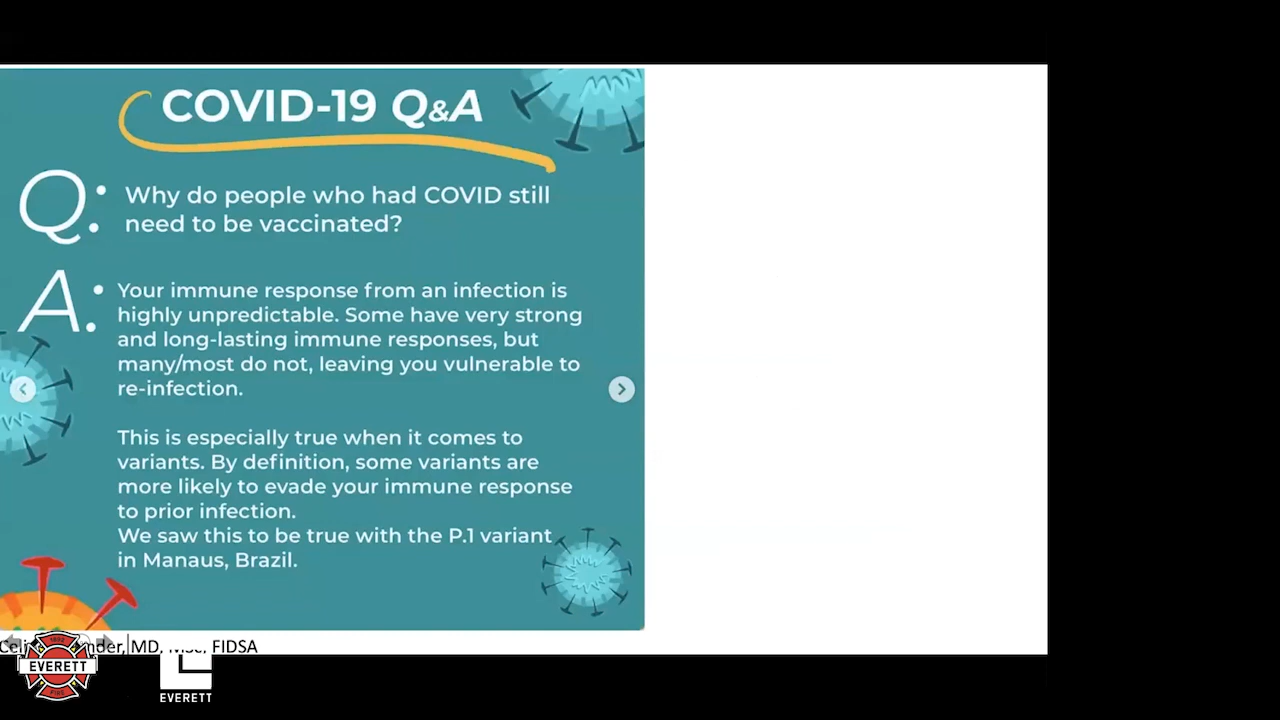 COVID-19 Q&A
Q: Why do people who had COVID still
need to be vaccinated?
A: Your immune response from an infection is
highly unpredictable. Some have very strong
and long-lasting immune responses, but
many/most do not, leaving you vulnerable to
re-infection.
This is especially true when it comes to
variants. By definition, some variants are
more likely to evade your immune response
to prior infection.
We saw this to be true with the P.1 variant
in Manaus, Brazil.
MD, MSc, FIDSA
EVERETT
FIRE
EVERETT